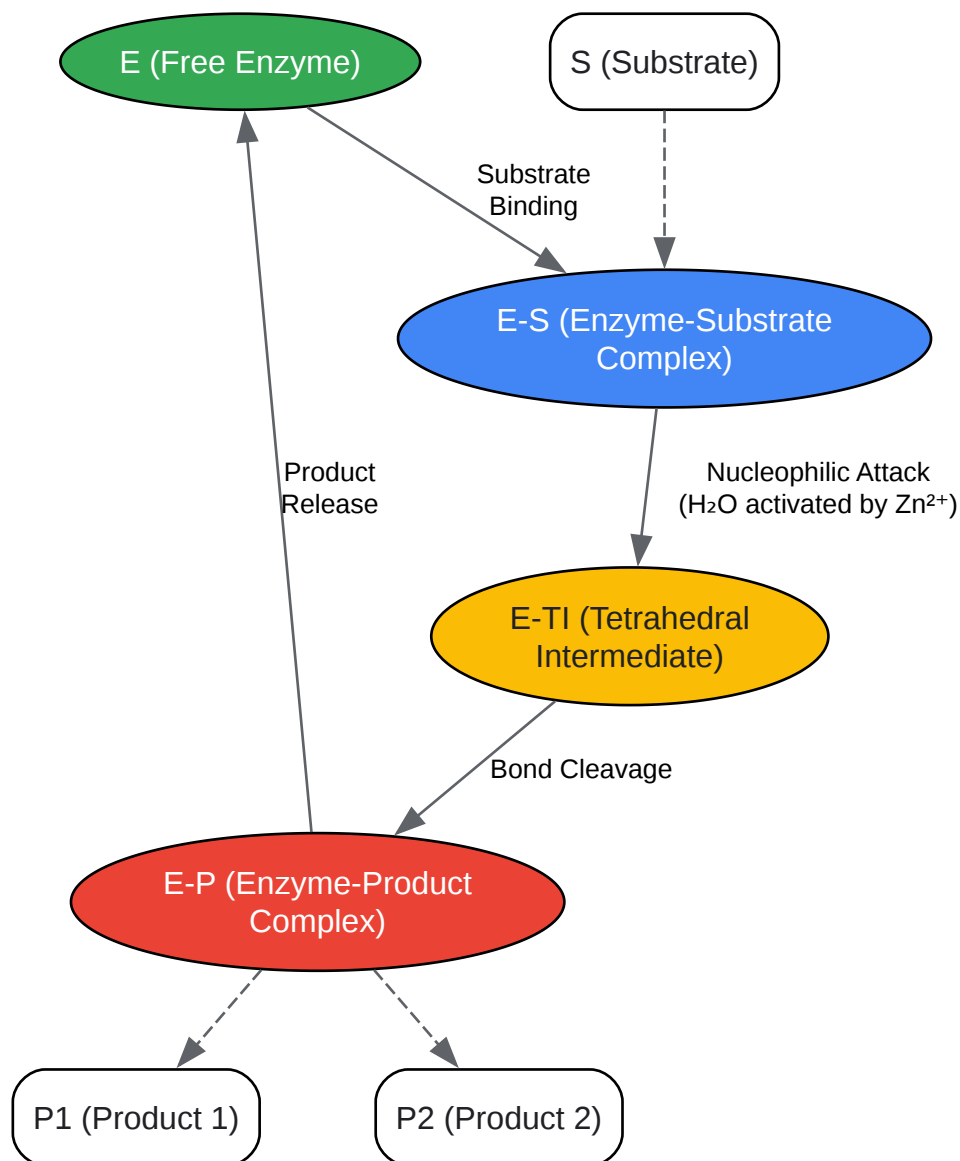 E (Free Enzyme)
S (Substrate)
Substrate
Binding
E-S (Enzyme-Substrate
Complex)
Product
Release
Nucleophilic Attack
(H₂O activated by Zn²⁺)
E-TI (Tetrahedral
Intermediate)
Bond Cleavage
E-P (Enzyme-Product
Complex)
P1 (Product 1)
P2 (Product 2)